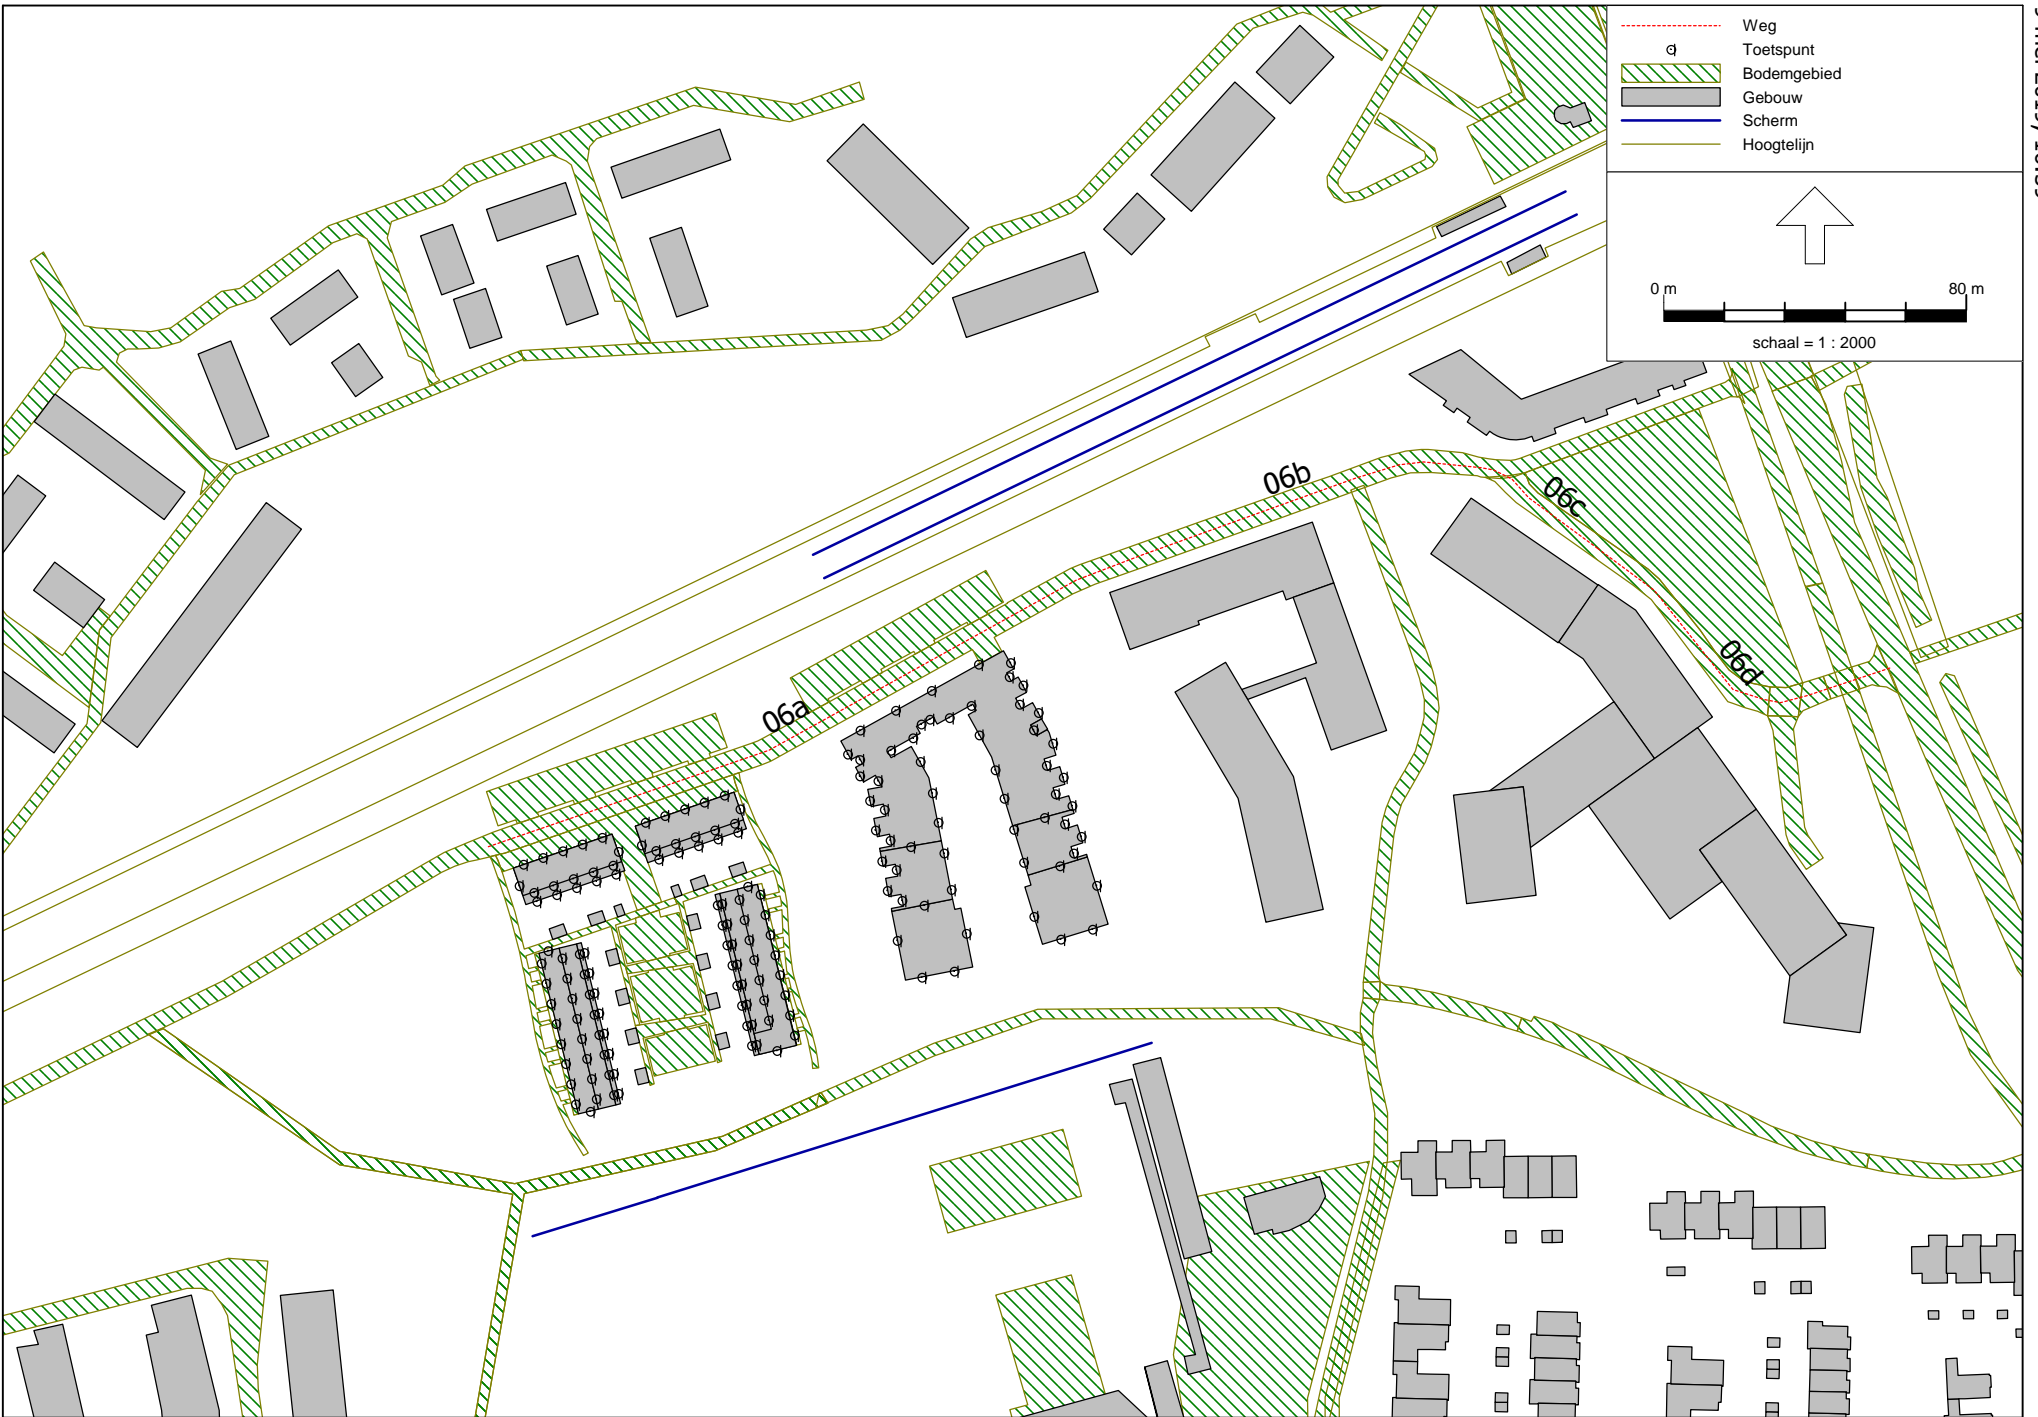 Weg
Toetspunt
Bodemgebied
Gebouw
Scherm
Hoogtelijn
0 m 80 m
schaal = 1 : 2000
06b
06c
06d
06a